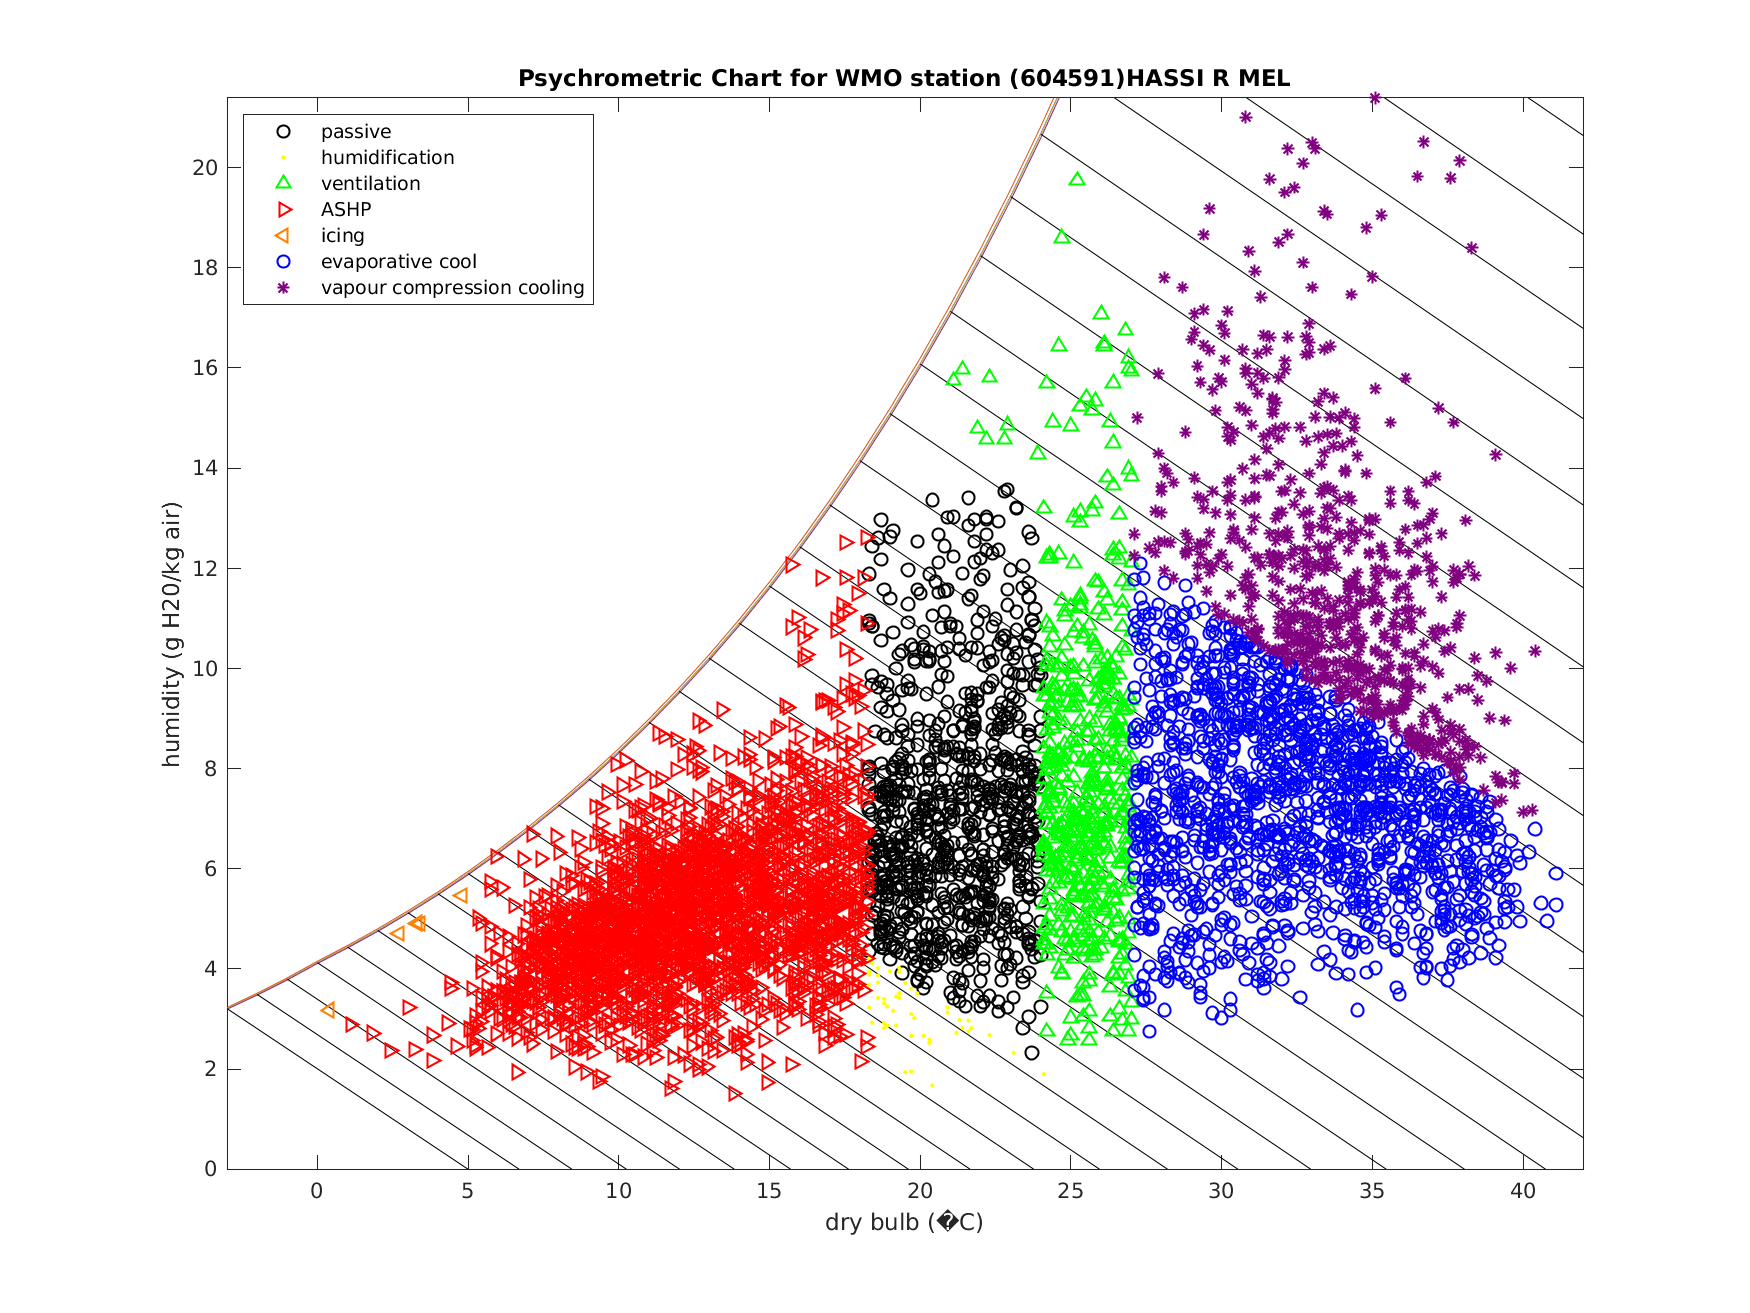 Psychrometric Chart for WMO station (604591)HASSI R MEL
passive
humidification
ventilation
ASHP
icing
evaporative cool
vapour compression cooling
humidity (g H20/kg air)
20
18
16
14
12
10
8
6
4
2
0
0 5 10 15 20 25 30 35 40
dry bulb (�C)